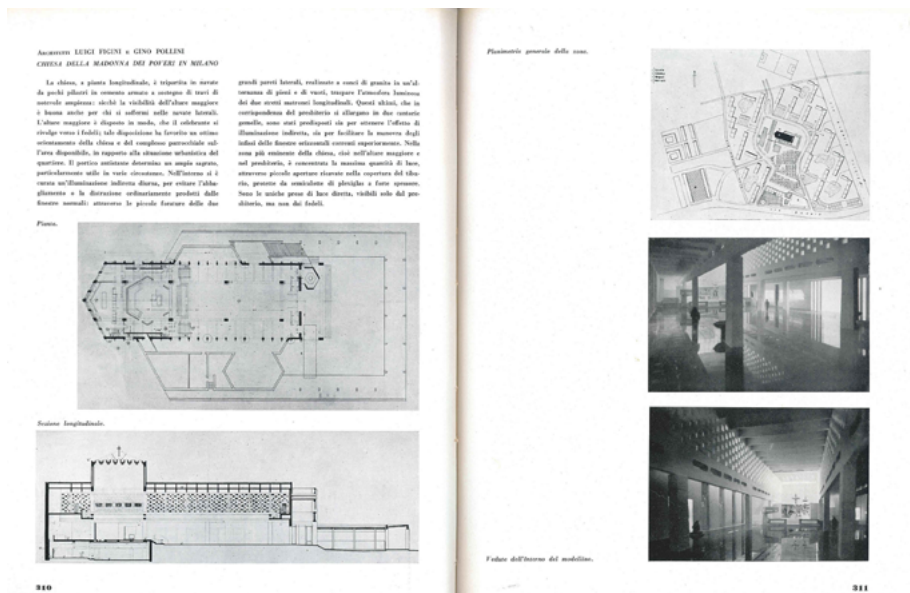 ARCHITETTI LUIGI FIGINI e GINO POLLINI
CHIESA DELLA MADONNA DEI POVERI IN MILANO
La chiesa, a pianta longitudinale, è tripartita in navate
da pochi pilastri in cemento armato a sostegno di travi di
notevole ampiezza: sicchè la visibilità dell'altare maggiore
è buona anche per chi si soffermi nelle navate laterali.
L'altare maggiore è disposto in modo, che il celebrante si
rivolge verso i fedeli; tale disposizione ha favorito un ottimo
orientamento della chiesa e del complesso parrocchiale sul-
l'area disponibile, in rapporto alla situazione urbanistica del
quartiere. Il portico antistante determina un ampio sagrato,
particolarmente utile in varie circostanze. Nell'interno si è
curata un'illuminazione indiretta diurna, per evitare l'abba-
gliamento e la distrazione ordinariamente prodotti dalle
finestre normali: attraverso le piccole forature delle due
grandi pareti laterali, realizzate a conci di granito in un'al-
ternanza di pieni e di vuoti, traspare l'atmosfera luminosa
dei due stretti matronei longitudinali. Questi ultimi, che in
corrispondenza del presbiterio si allargano in due cantorie
gemelle, sono stati predisposti sia per ottenere l'effetto di
illuminazione indiretta, sia per facilitare la manovra degli
infissi delle finestre orizzontali correnti superiormente. Nella
zona più eminente della chiesa, cioè nell'altare maggiore e
nel presbiterio, è concentrata la massima quantità di luce,
attraverso piccole aperture ricavate nella copertura del tibu-
rio, protette da semicubete di plexiglas a forte spessore.
Sono le uniche prese di luce diretta, visibili solo dal pre-
sbiterio, ma non dai fedeli.
Pianta.
Sezione longitudinale.
310
Planimetria generale della zona.
Vedute dell'interno del modellino.
311